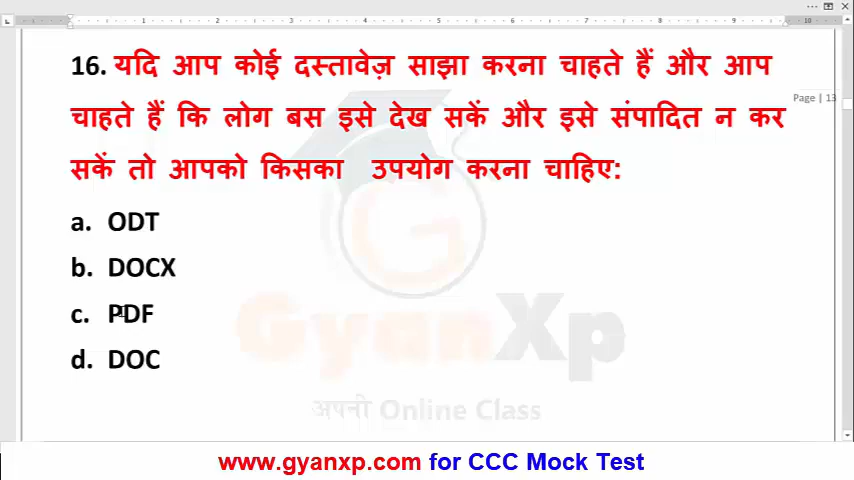 16. यदि आप कोई दस्तावेज़ साझा करना चाहते हैं और आप
Page | 13
चाहते हैं कि लोग बस इसे देख सकें और इसे संपादित न कर
सकें तो आपको किसका उपयोग करना चाहिए:
a. ODT
b. DOCX
c. PDF
d. DOC
GyanXp
अपनी Online Class
www.gyanxp.com for CCC Mock Test